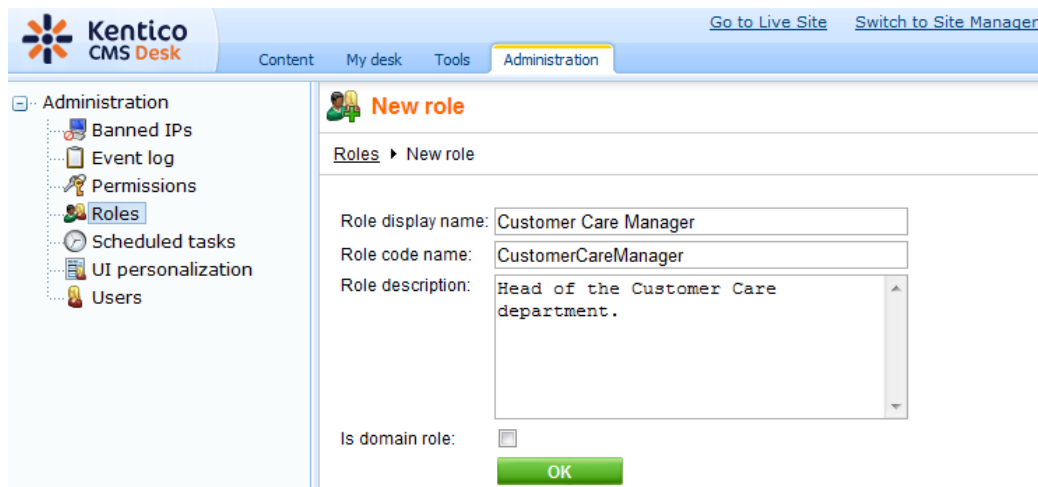 Kentico
CMS Desk
Go to Live Site Switch to Site Manager
Content My desk Tools Administration
Administration
Banned IPs
Event log
Permissions
Roles
Scheduled tasks
UI personalization
Users
New role
Roles New role
Role display name: Customer Care Manager
Role code name: CustomerCareManager
Role description: Head of the Customer Care
department.
Is domain role:
OK